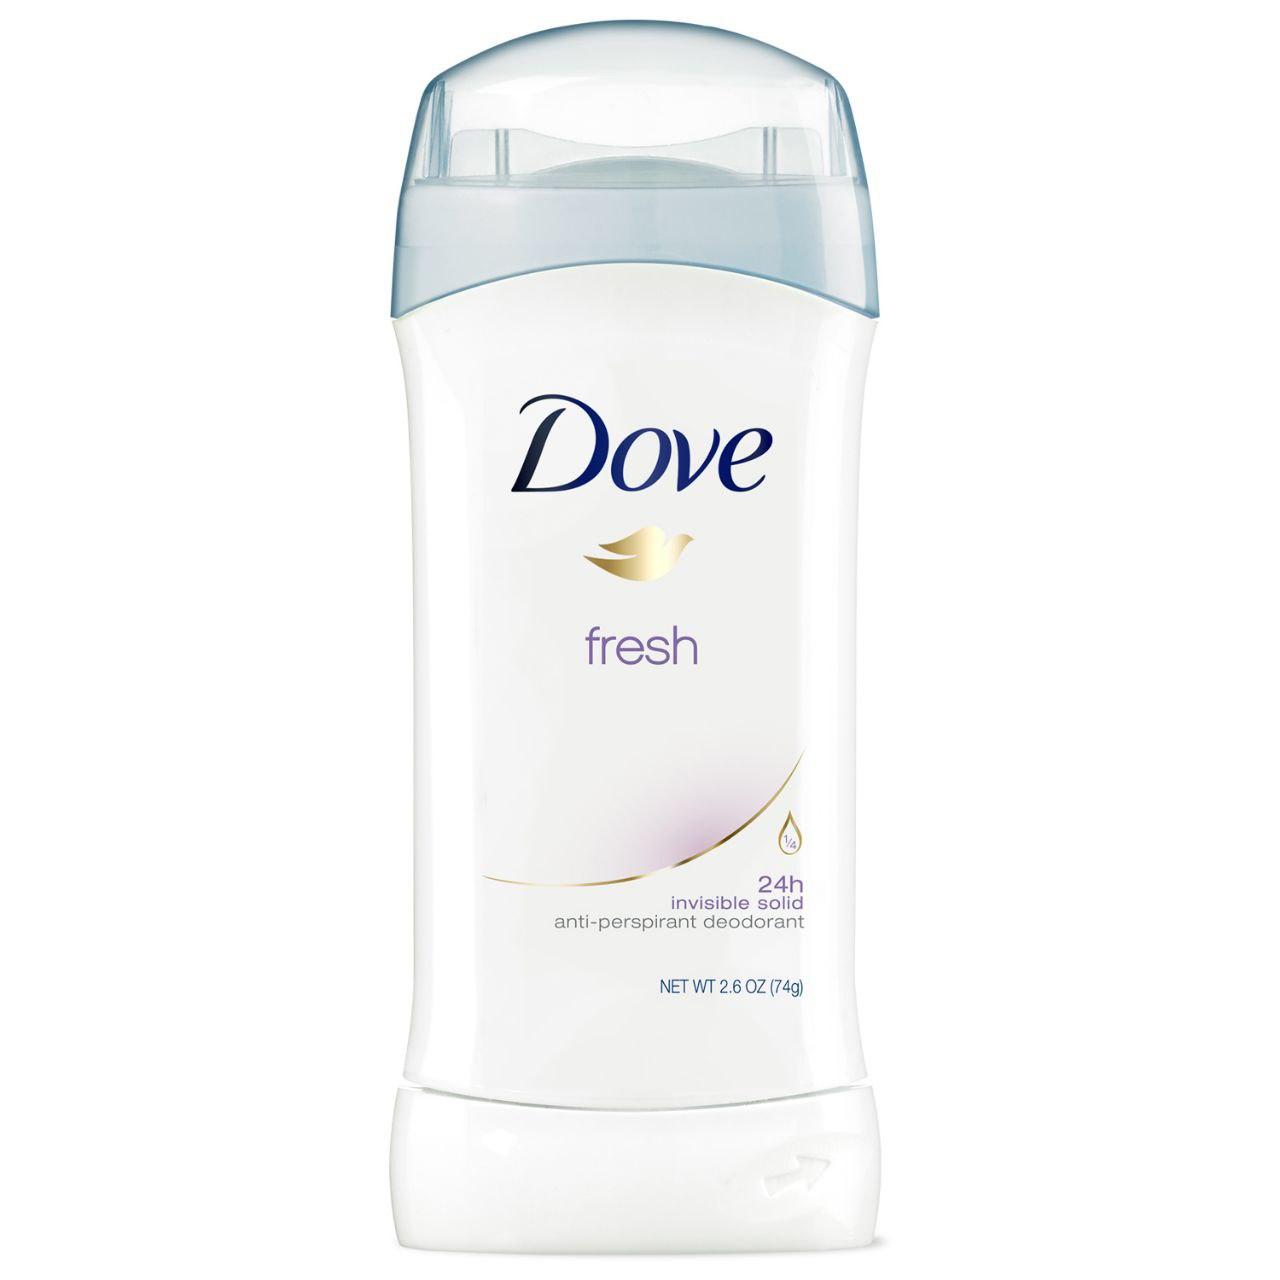 Dove
fresh
1/4
24h
invisible solid
anti-perspirant deodorant
NET WT 2.6 OZ (74g)